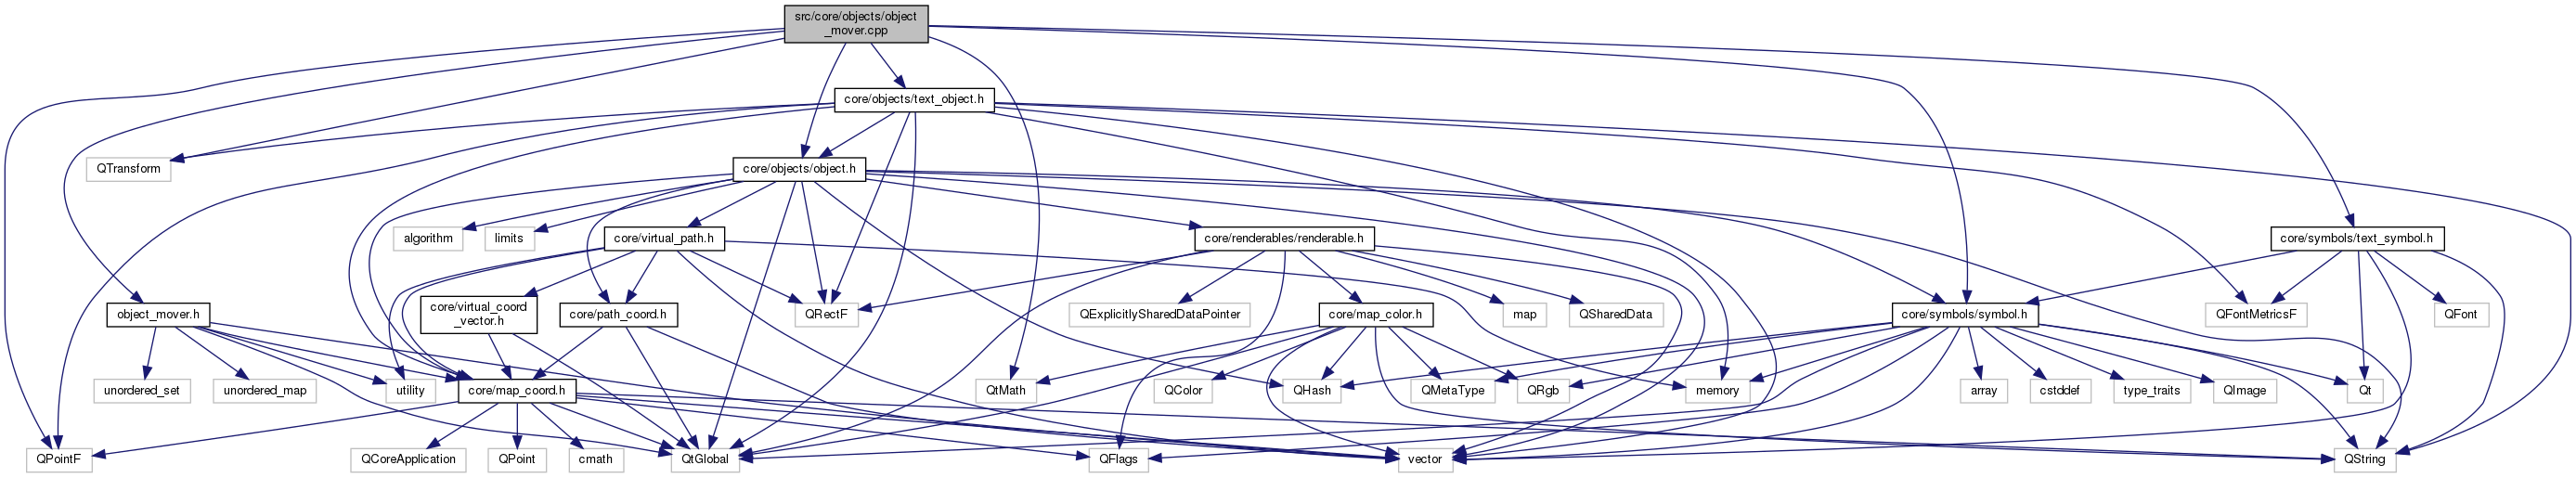 src/core/objects/object
_mover.cpp
core/objects/text_object.h
QTransform
core/objects/object.h
algorithm
limits
core/virtual_path.h
core/renderables/renderable.h
core/symbols/text_symbol.h
object_mover.h
core/virtual_coord
_vector.h
core/path_coord.h
QRectF
QExplicitlySharedDataPointer
core/map_color.h
map
QSharedData
core/symbols/symbol.h
QFontMetricsF
QFont
unordered_set
unordered_map
utility
core/map_coord.h
QtMath
QColor
QHash
QMetaType
QRgb
memory
array
cstddef
type_traits
QImage
Qt
QPointF
QCoreApplication
QPoint
cmath
QtGlobal
QFlags
vector
QString